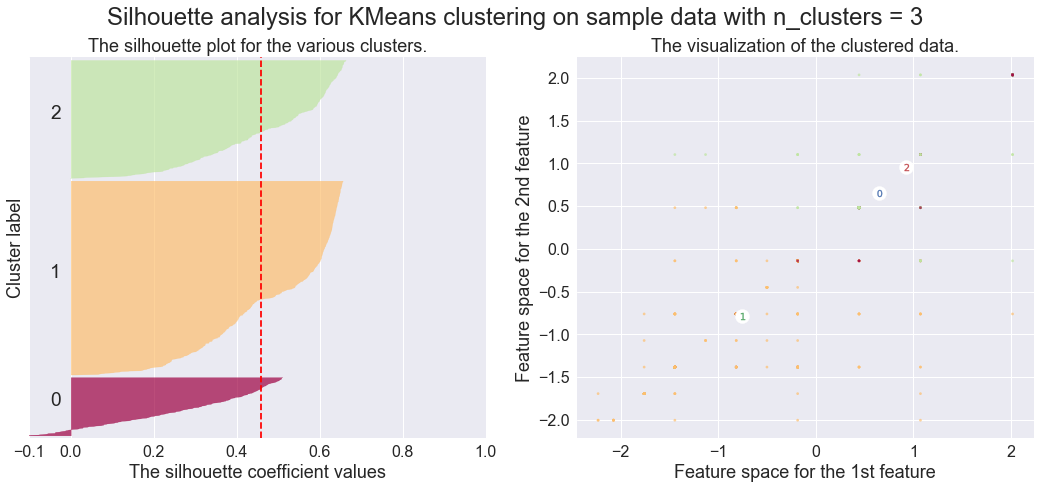 Silhouette analysis for KMeans clustering on sample data with n_clusters = 3
The silhouette plot for the various clusters.
2
1
0
Cluster label
−0.1 0.0 0.2 0.4 0.6 0.8 1.0
The silhouette coefficient values
The visualization of the clustered data.
2.0
1.5
1.0
0.5
0.0
−0.5
−1.0
−1.5
−2.0
Feature space for the 2nd feature
2
0
1
−2 −1 0 1 2
Feature space for the 1st feature